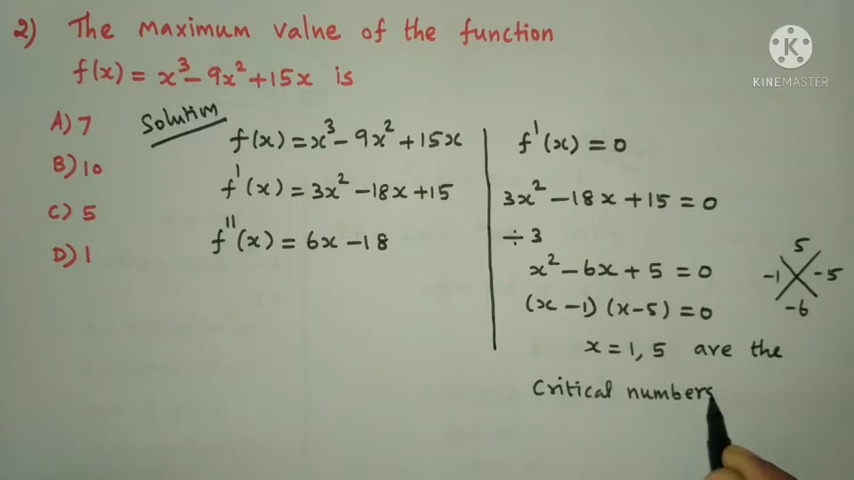 2) The maximum value of the function
f(x) = x³ - 9x² + 15x is
A) 7
B) 10
C) 5
D) 1
Solution
f(x) = x³ - 9x² + 15x
f'(x) = 3x² - 18x + 15
f''(x) = 6x - 18
f'(x) = 0
3x² - 18x + 15 = 0
÷ 3
x² - 6x + 5 = 0
(x - 1) (x - 5) = 0
x = 1, 5 are the
Critical numbers
5
-1 -5
-6
K
KINEMASTER